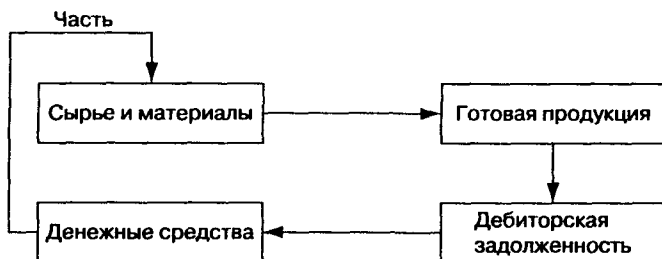 Часть
Сырье и материалы
Готовая продукция
Денежные средства
Дебиторская
задолженность